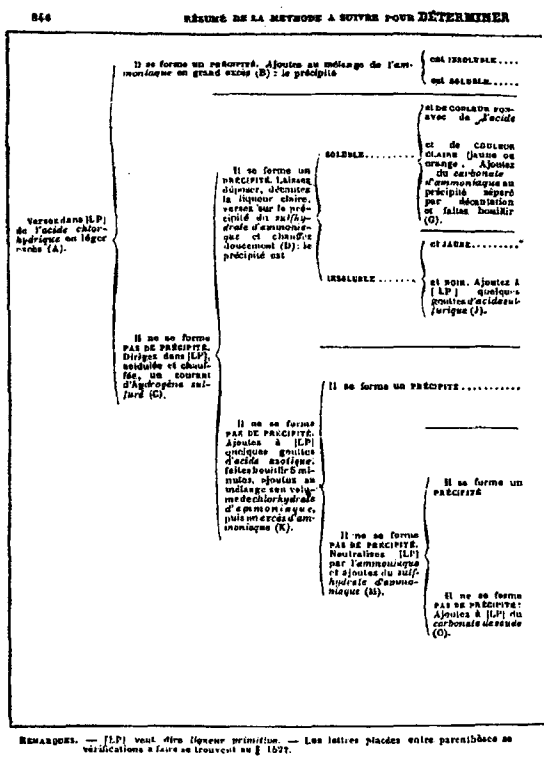 844 RÉSUMÉ DE LA MÉTHODE A SUIVRE POUR DÉTERMINER
Versez dans [LP]
de l'acide chlor-
hydrique en léger
excès (A).
Il se forme un PRÉCIPITÉ. Ajoutez au mélange de l'am-
moniaque en grand excès (B) : le précipité
est INSOLUBLE....
est SOLUBLE....
Il ne se forme
PAS DE PRÉCIPITÉ.
Dirigez dans [LP],
acidulée et chauf-
fée, un courant
d'hydrogène sul-
furé (C).
Il se forme un
PRÉCIPITÉ. Laissez
déposer, décantez
la liqueur claire,
versez sur le pré-
cipité du sulfhy-
drate d'ammonia-
que et chauffez
doucement (D): le
précipité est
SOLUBLE......
et DE COULEUR FON-
avec de l'acide
et de COULEUR
CLAIRE (jaune ou
orange. Ajoutez
du carbonate
d'ammoniaque au
précipité séparé
par décantation
et faites bouillir
(G).
INSOLUBLE......
et JAUNE......
et NOIR. Ajoutez à
[LP] quelques
gouttes d'acide sul-
furique (J).
Il ne se forme
PAS DE PRÉCIPITÉ.
Ajoutez à [LP]
quelques gouttes
d'acide azotique,
faites bouillir 5 mi-
nutes, ajoutez au
mélange son volu-
me de chlorhydrate
d'ammoniaque,
puis un excès d'am-
moniaque (K).
Il se forme un PRÉCIPITÉ..........
Il ne se forme
PAS DE PRÉCIPITÉ.
Neutralisez [LP]
par l'ammoniaque
et ajoutez du sulf-
hydrate d'ammo-
niaque (M).
Il se forme un
PRÉCIPITÉ
Il ne se forme
PAS DE PRÉCIPITÉ:
Ajoutez à [LP] du
carbonate de soude
(O).
REMARQUES. — [LP] veut dire liqueur primitive. — Les lettres placées entre parenthèses se
vérifications à faire se trouvent au § 1627.